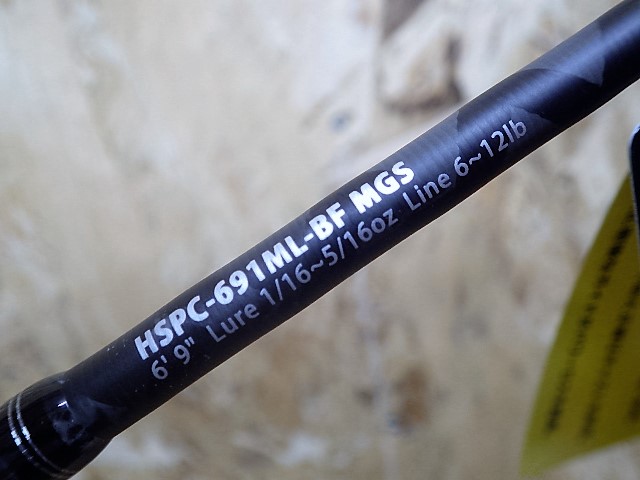 HSPC-691ML-BF MGS
6' 9" Lure 1/16~5/16oz Line 6~12lb